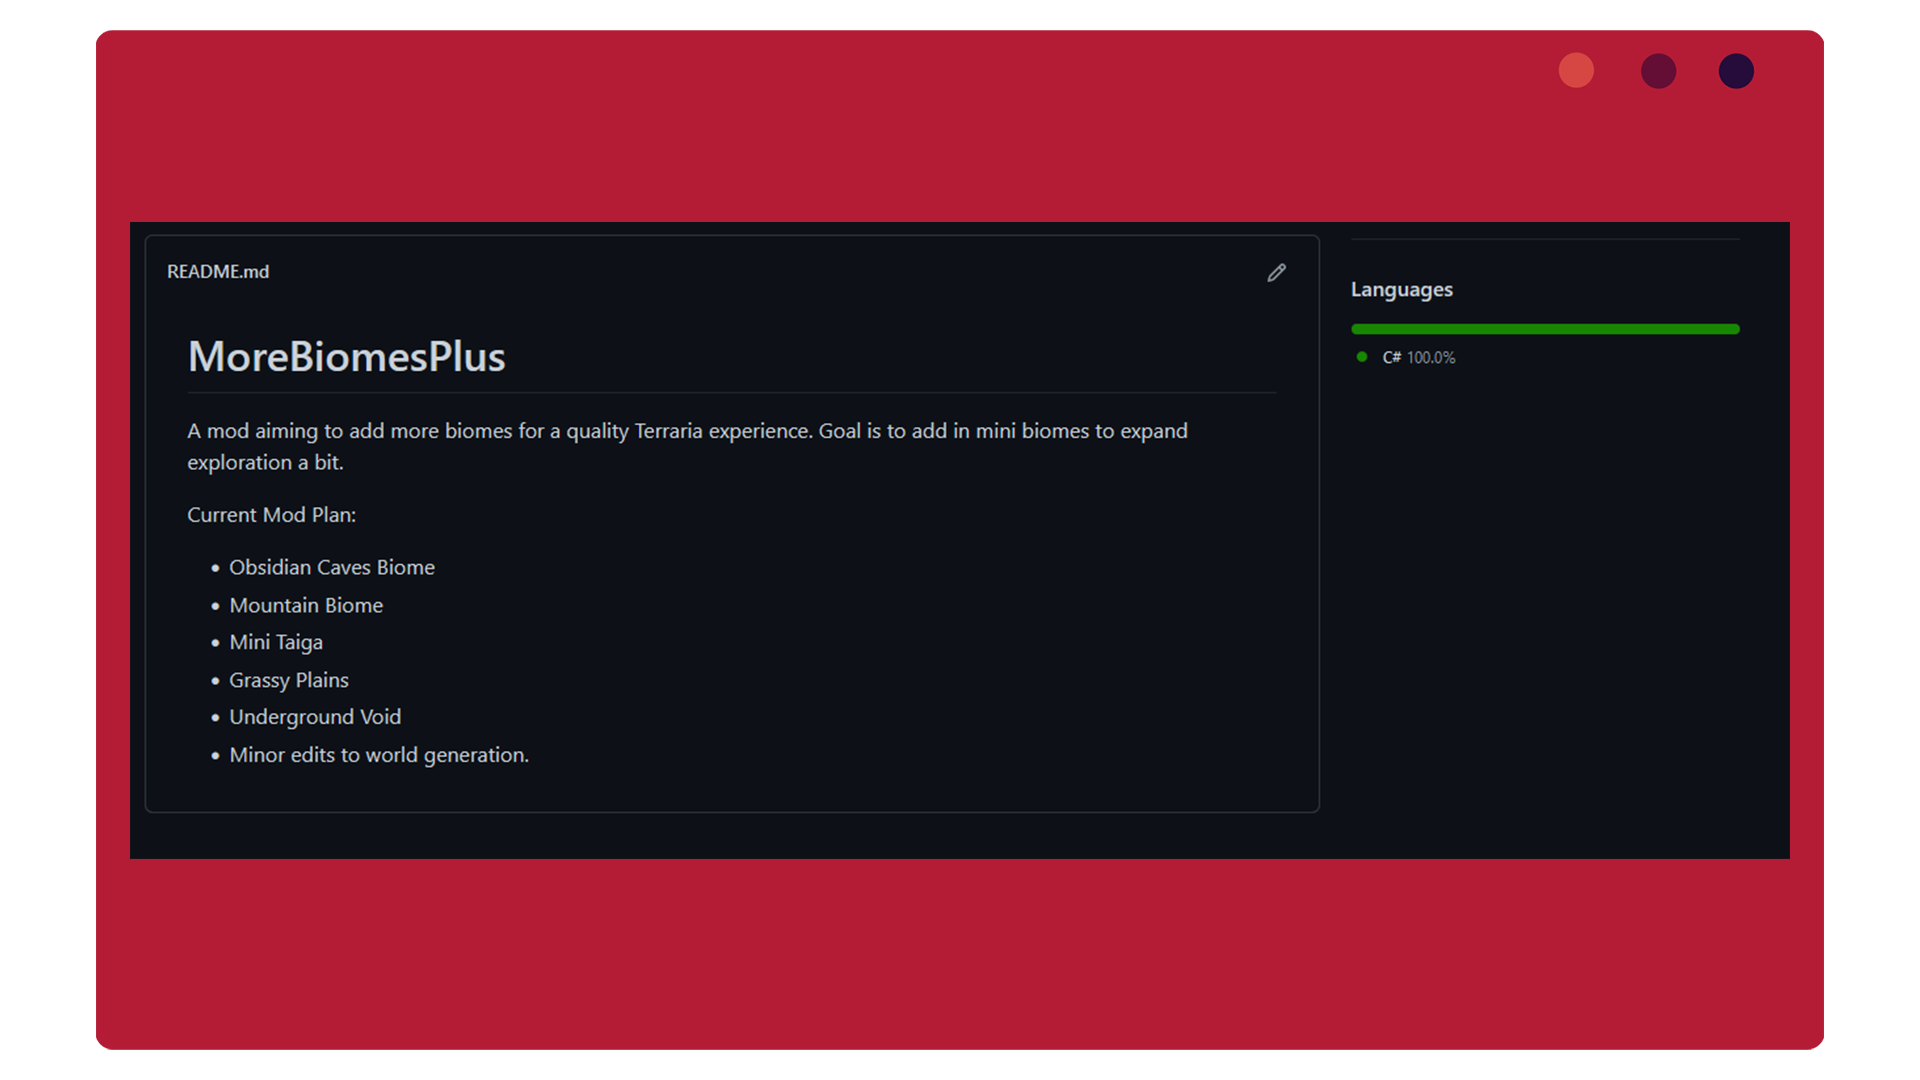 README.md
MoreBiomesPlus
A mod aiming to add more biomes for a quality Terraria experience. Goal is to add in mini biomes to expand
exploration a bit.
Current Mod Plan:
• Obsidian Caves Biome
• Mountain Biome
• Mini Taiga
• Grassy Plains
• Underground Void
• Minor edits to world generation.
Languages
C# 100.0%